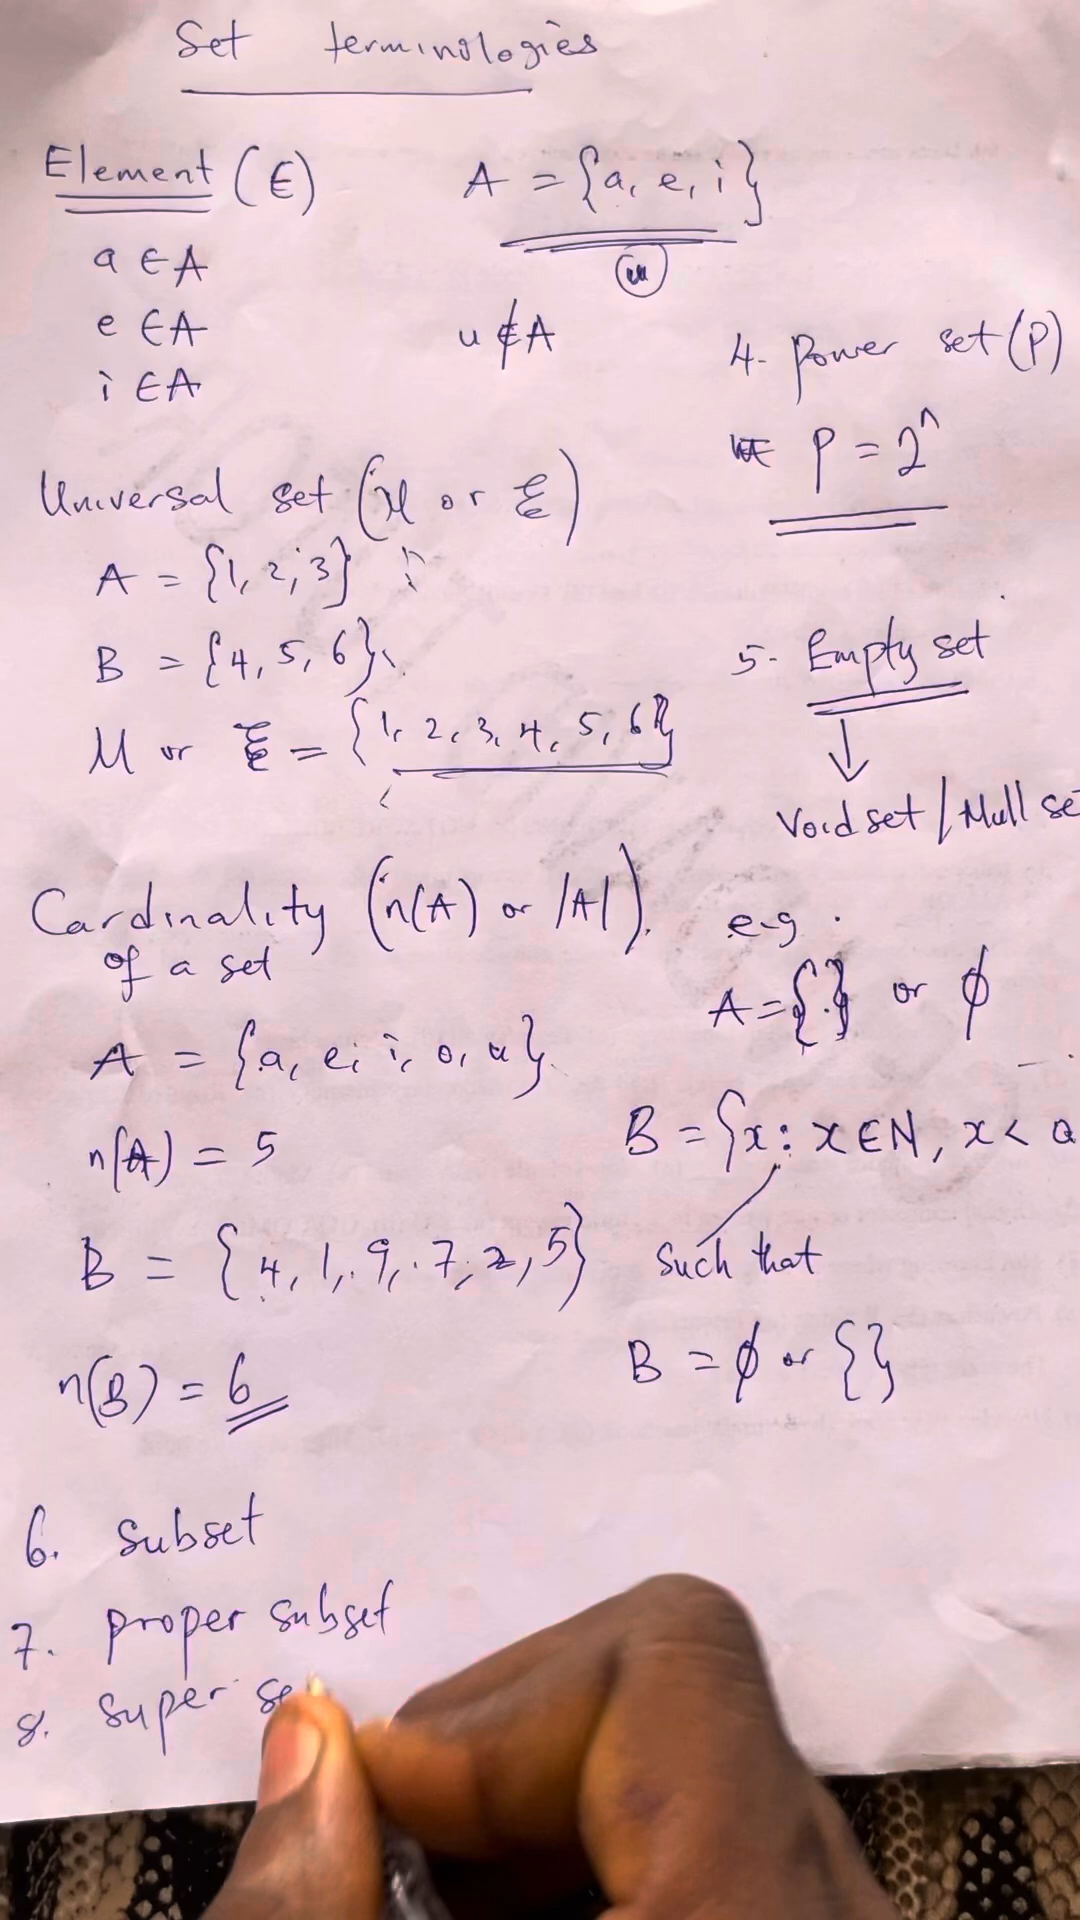 Set terminologies
Element (∈)
A = {a, e, i}
a ∈ A
e ∈ A
i ∈ A
u ∉ A
Universal set (μ or ξ)
A = {1, 2, 3}
B = {4, 5, 6}
μ or ξ = {1, 2, 3, 4, 5, 6}
Cardinality (n(A) or |A|).
of a set
A = {a, e, i, o, u}
n(A) = 5
B = {4, 1, 9, 7, 2, 5}
n(B) = 6
4. Power set (P)
P = 2ⁿ
5. Empty set
↓
Void set / Null se
e.g.
A = {} or ϕ
B = {x : x ∈ N, x <
Such that
B = ϕ or {}
6. Subset
7. proper subset
8. Super se